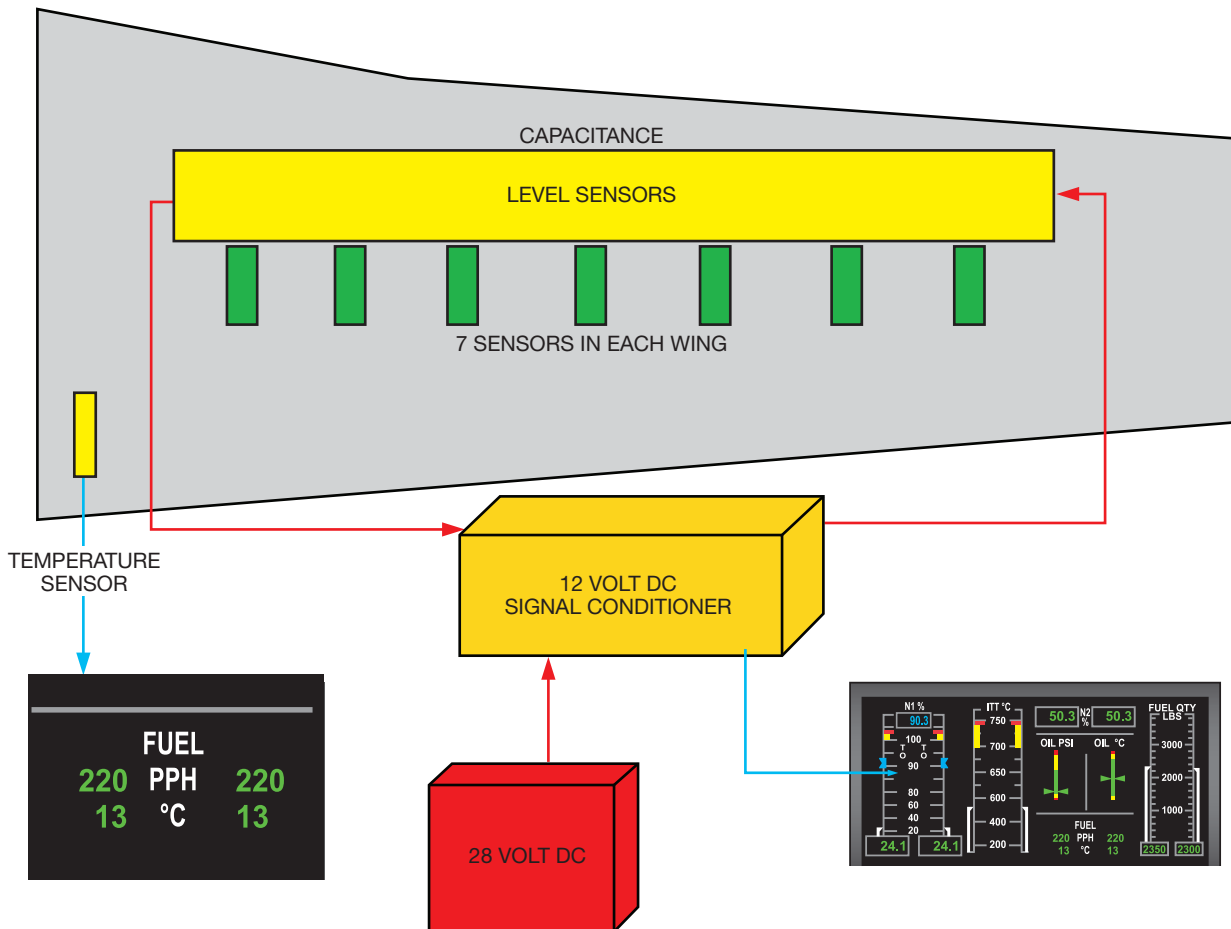 CAPACITANCE
LEVEL SENSORS
7 SENSORS IN EACH WING
TEMPERATURE
SENSOR
12 VOLT DC
SIGNAL CONDITIONER
28 VOLT DC
FUEL
220 PPH 220
13 °C 13
N1 %
90.3
100
T T
O O
90
80
60
40
20
24.1 24.1
ITT °C
750
700
650
600
400
200
50.3 N2 % 50.3
OIL PSI OIL °C
FUEL
220 PPH 220
13 °C 13
FUEL QTY
LBS
3000
2000
1000
2350 2300